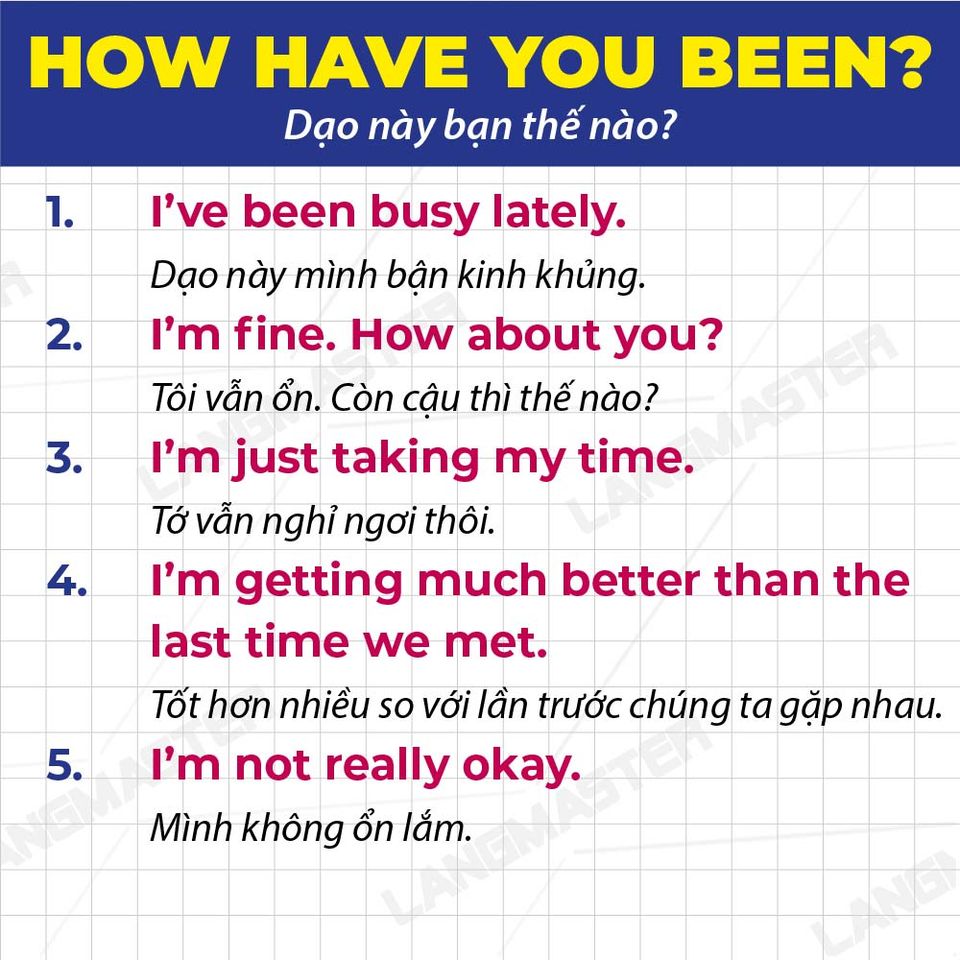 HOW HAVE YOU BEEN?
Dạo này bạn thế nào?
1. I’ve been busy lately.
Dạo này mình bận kinh khủng.
2. I’m fine. How about you?
Tôi vẫn ổn. Còn cậu thì thế nào?
3. I’m just taking my time.
Tớ vẫn nghỉ ngơi thôi.
4. I’m getting much better than the
last time we met.
Tốt hơn nhiều so với lần trước chúng ta gặp nhau.
5. I’m not really okay.
Mình không ổn lắm.
LANGMASTER
LANGMASTER
LANGMASTER
LANGMASTER